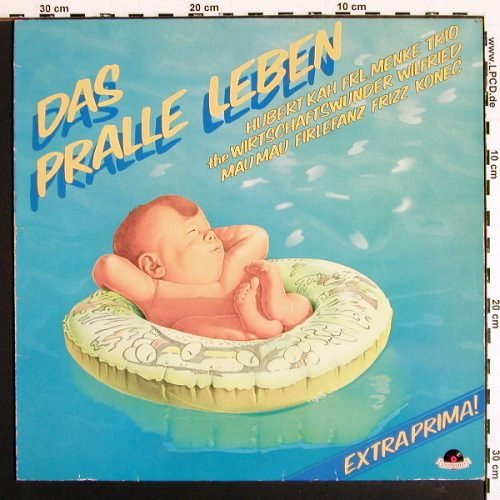 30 cm
20 cm
10 cm
www.LPCD.de
10 cm
20 cm
30 cm
DAS
PRALLE LEBEN
HUBERT KAH FRL. MENKE TRIO
the WIRTSCHAFTSWUNDER WILFRIED
MAU MAU FIRLEFANZ FRIZZ KONEČ
EXTRA PRIMA!